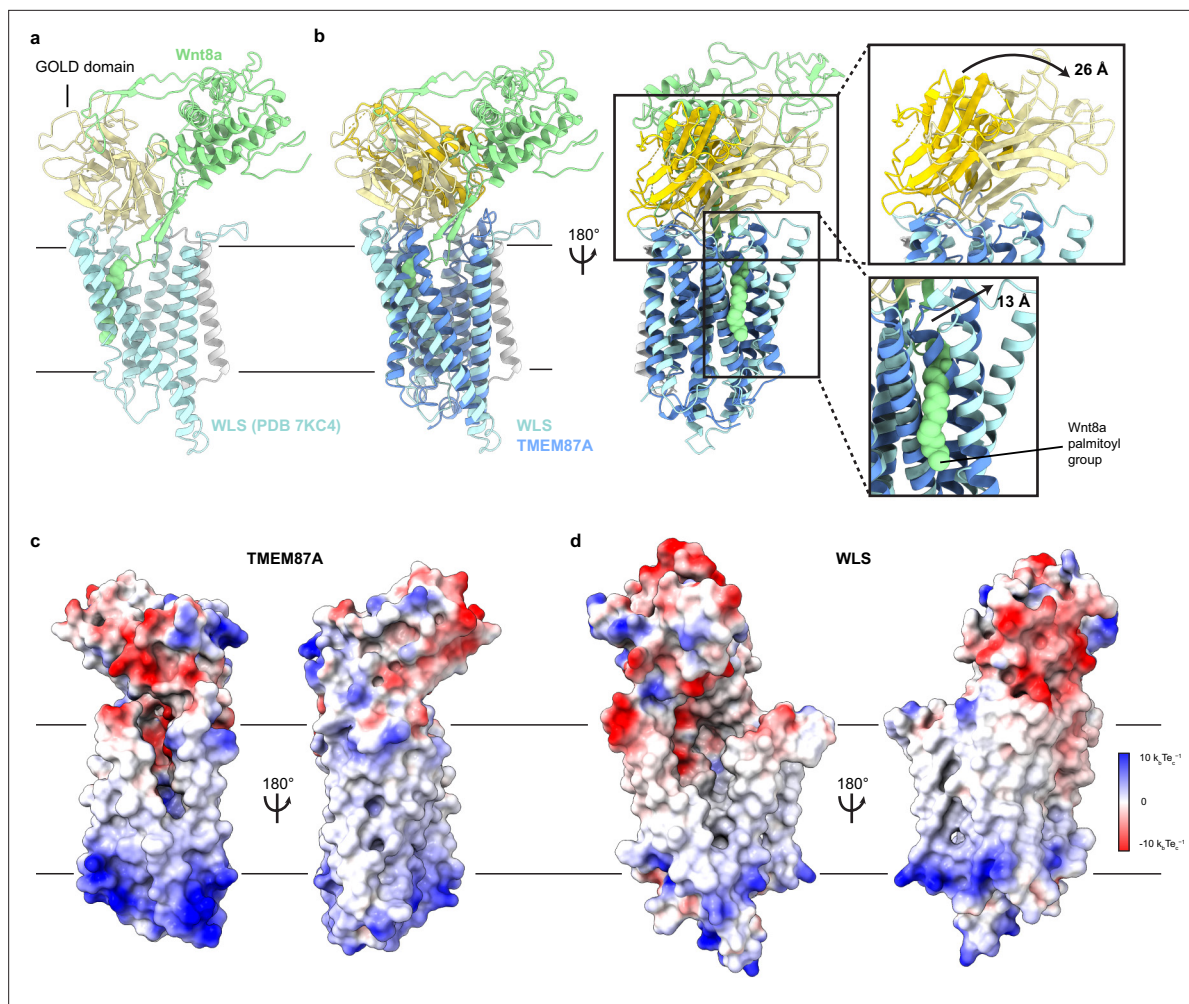 a
b
Wnt8a
GOLD domain
26 Å
180°
13 Å
Wnt8a
palmitoyl
group
WLS (PDB 7KC4)
WLS
TMEM87A
c
TMEM87A
d
WLS
180°
180°
10 kbTec⁻¹
0
-10 kbTec⁻¹